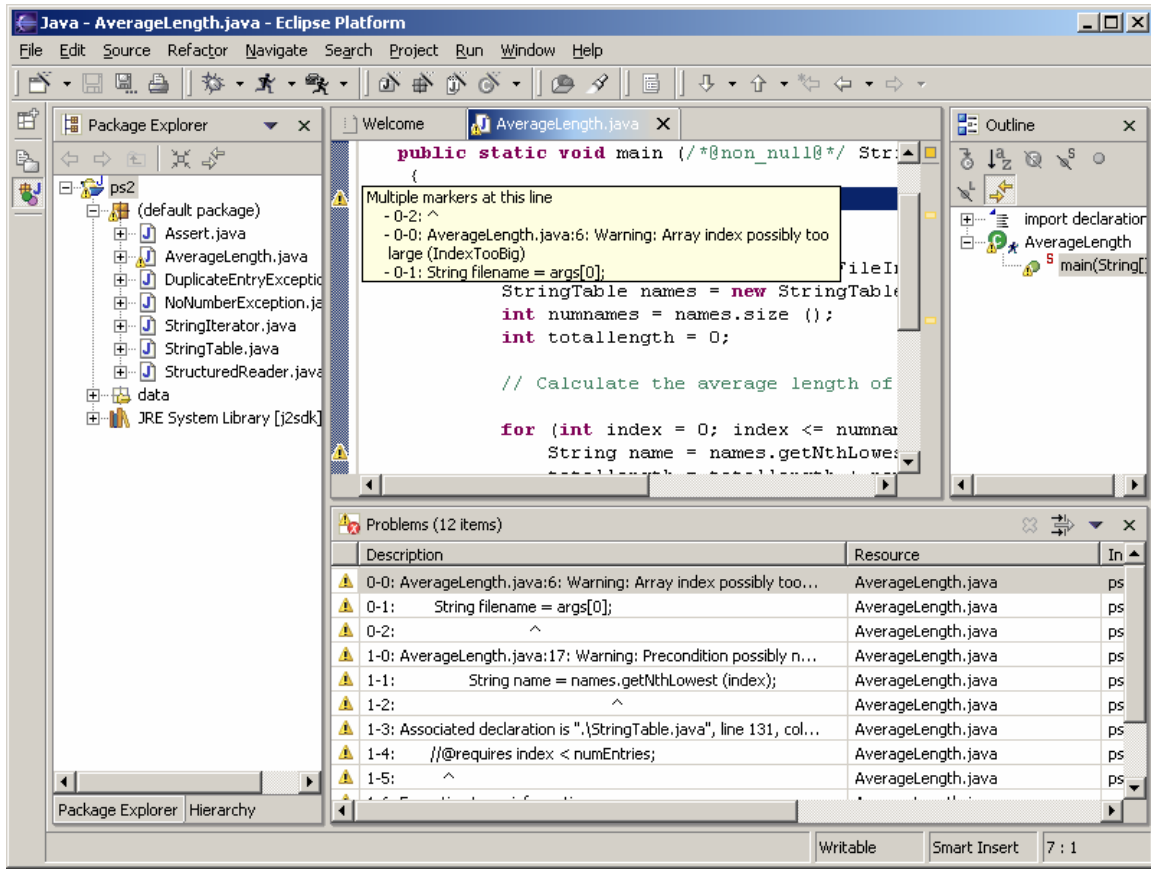 Java - AverageLength.java - Eclipse Platform
File Edit Source Refactor Navigate Search Project Run Window Help
Package Explorer
ps2
(default package)
Assert.java
AverageLength.java
DuplicateEntryExceptic
NoNumberException.ja
StringIterator.java
StringTable.java
StructuredReader.java
data
JRE System Library [j2sdk]
Package Explorer Hierarchy
Welcome AverageLength.java
public static void main (/*@non_null@*/ Stri
{
Multiple markers at this line
- 0-2: ^
- 0-0: AverageLength.java:6: Warning: Array index possibly too
large (IndexTooBig)
- 0-1: String filename = args[0];
FileIn
StringTable names = new StringTable
int numnames = names.size ();
int totallength = 0;
// Calculate the average length of
for (int index = 0; index <= numnam
String name = names.getNthLowes
Outline
import declaration
AverageLength
main(String[]
Problems (12 items)
Description Resource In
0-0: AverageLength.java:6: Warning: Array index possibly too... AverageLength.java ps
0-1: String filename = args[0]; AverageLength.java ps
0-2: ^ AverageLength.java ps
1-0: AverageLength.java:17: Warning: Precondition possibly n... AverageLength.java ps
1-1: String name = names.getNthLowest (index); AverageLength.java ps
1-2: ^ AverageLength.java ps
1-3: Associated declaration is ".\StringTable.java", line 131, col... AverageLength.java ps
1-4: //@requires index < numEntries; AverageLength.java ps
1-5: ^ AverageLength.java ps
Writable Smart Insert 7 : 1